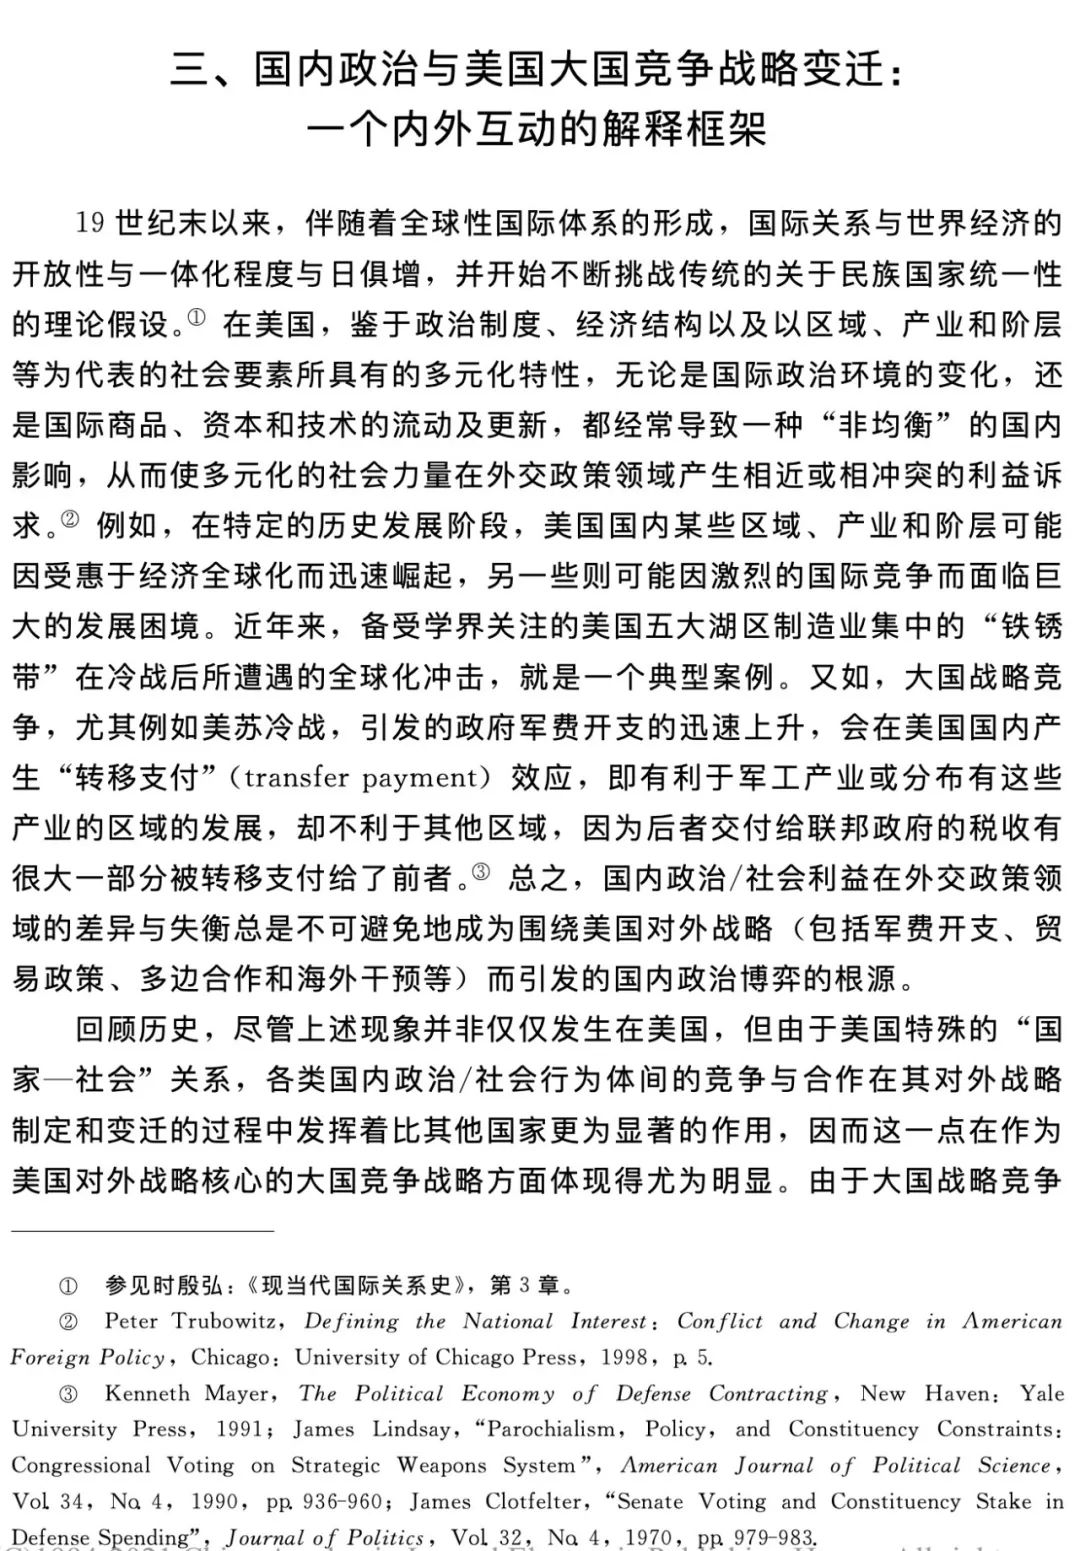 三、国内政治与美国大国竞争战略变迁：
一个内外互动的解释框架
19 世纪末以来，伴随着全球性国际体系的形成，国际关系与世界经济的
开放性与一体化程度与日俱增，并开始不断挑战传统的关于民族国家统一性
的理论假设。① 在美国，鉴于政治制度、经济结构以及以区域、产业和阶层
等为代表的社会要素所具有的多元化特性，无论是国际政治环境的变化，还
是国际商品、资本和技术的流动及更新，都经常导致一种“非均衡”的国内
影响，从而使多元化的社会力量在外交政策领域产生相近或相冲突的利益诉
求。② 例如，在特定的历史发展阶段，美国国内某些区域、产业和阶层可能
因受惠于经济全球化而迅速崛起，另一些则可能因激烈的国际竞争而面临巨
大的发展困境。近年来，备受学界关注的美国五大湖区制造业集中的“铁锈
带”在冷战后所遭遇的全球化冲击，就是一个典型案例。又如，大国战略竞
争，尤其例如美苏冷战，引发的政府军费开支的迅速上升，会在美国国内产
生“转移支付”（transfer payment）效应，即有利于军工产业或分布有这些
产业的区域的发展，却不利于其他区域，因为后者交付给联邦政府的税收有
很大一部分被转移支付给了前者。③ 总之，国内政治/社会利益在外交政策领
域的差异与失衡总是不可避免地成为围绕美国对外战略（包括军费开支、贸
易政策、多边合作和海外干预等）而引发的国内政治博弈的根源。
回顾历史，尽管上述现象并非仅仅发生在美国，但由于美国特殊的“国
家—社会”关系，各类国内政治/社会行为体间的竞争与合作在其对外战略
制定和变迁的过程中发挥着比其他国家更为显著的作用，因而这一点在作为
美国对外战略核心的大国竞争战略方面体现得尤为明显。由于大国战略竞争
① 参见时殷弘：《现当代国际关系史》，第 3 章。
② Peter Trubowitz, Defining the National Interest: Conflict and Change in American
Foreign Policy, Chicago: University of Chicago Press, 1998, p. 5.
③ Kenneth Mayer, The Political Economy of Defense Contracting, New Haven: Yale
University Press, 1991; James Lindsay, “Parochialism, Policy, and Constituency Constraints:
Congressional Voting on Strategic Weapons System”, American Journal of Political Science,
Vol. 34, No. 4, 1990, pp. 936-960; James Clotfelter, “Senate Voting and Constituency Stake in
Defense Spending”, Journal of Politics, Vol. 32, No. 4, 1970, pp. 979-983.